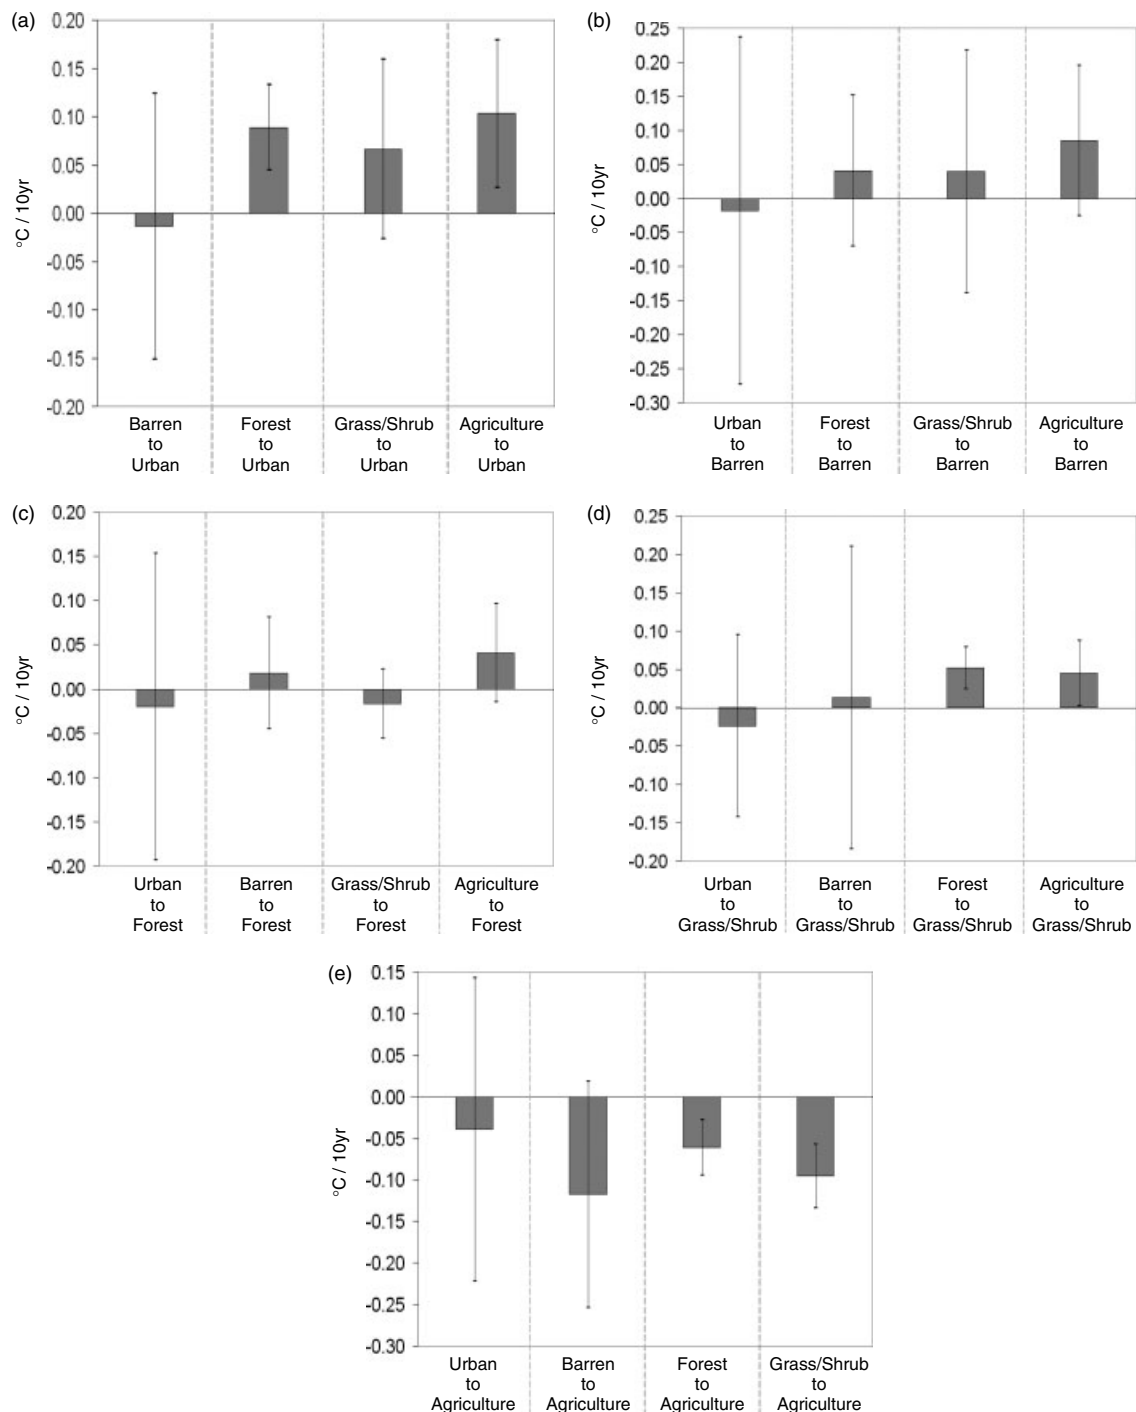 (a)
0.20
0.15
0.10
0.05
0.00
-0.05
-0.10
-0.15
-0.20
°C / 10yr
Barren to Urban
Forest to Urban
Grass/Shrub to Urban
Agriculture to Urban
(b)
0.25
0.20
0.15
0.10
0.05
0.00
-0.05
-0.10
-0.15
-0.20
-0.25
-0.30
°C / 10yr
Urban to Barren
Forest to Barren
Grass/Shrub to Barren
Agriculture to Barren
(c)
0.20
0.15
0.10
0.05
0.00
-0.05
-0.10
-0.15
-0.20
°C / 10yr
Urban to Forest
Barren to Forest
Grass/Shrub to Forest
Agriculture to Forest
(d)
0.25
0.20
0.15
0.10
0.05
0.00
-0.05
-0.10
-0.15
-0.20
°C / 10yr
Urban to Grass/Shrub
Barren to Grass/Shrub
Forest to Grass/Shrub
Agriculture to Grass/Shrub
(e)
0.15
0.10
0.05
0.00
-0.05
-0.10
-0.15
-0.20
-0.25
-0.30
°C / 10yr
Urban to Agriculture
Barren to Agriculture
Forest to Agriculture
Grass/Shrub to Agriculture